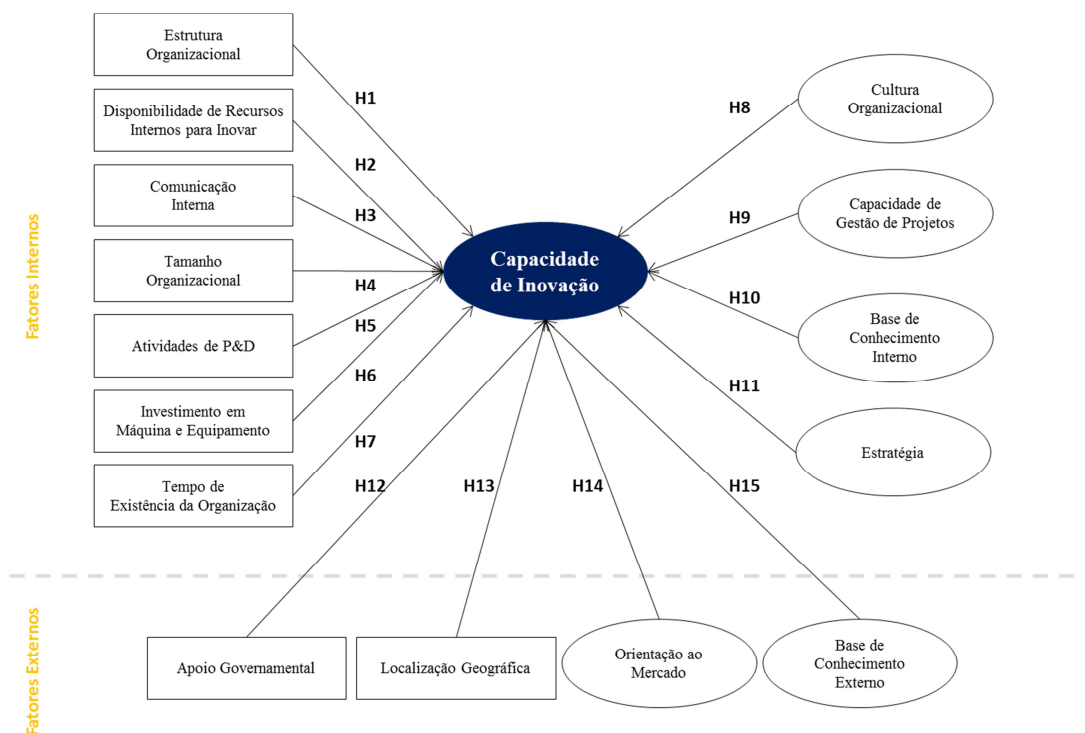 Estrutura
Organizacional
H1
Disponibilidade de Recursos
Internos para Inovar
H2
Comunicação
Interna
H3
Tamanho
Organizacional
H4
Atividades de P&D
H5
Investimento em
Máquina e Equipamento
H6
Tempo de
Existência da Organização
H7
Fatores Internos
Capacidade
de Inovação
Cultura
Organizacional
H8
Capacidade de
Gestão de Projetos
H9
Base de
Conhecimento
Interno
H10
Estratégia
H11
H12
H13
H14
H15
Fatores Externos
Apoio Governamental
Localização Geográfica
Orientação ao
Mercado
Base de
Conhecimento
Externo